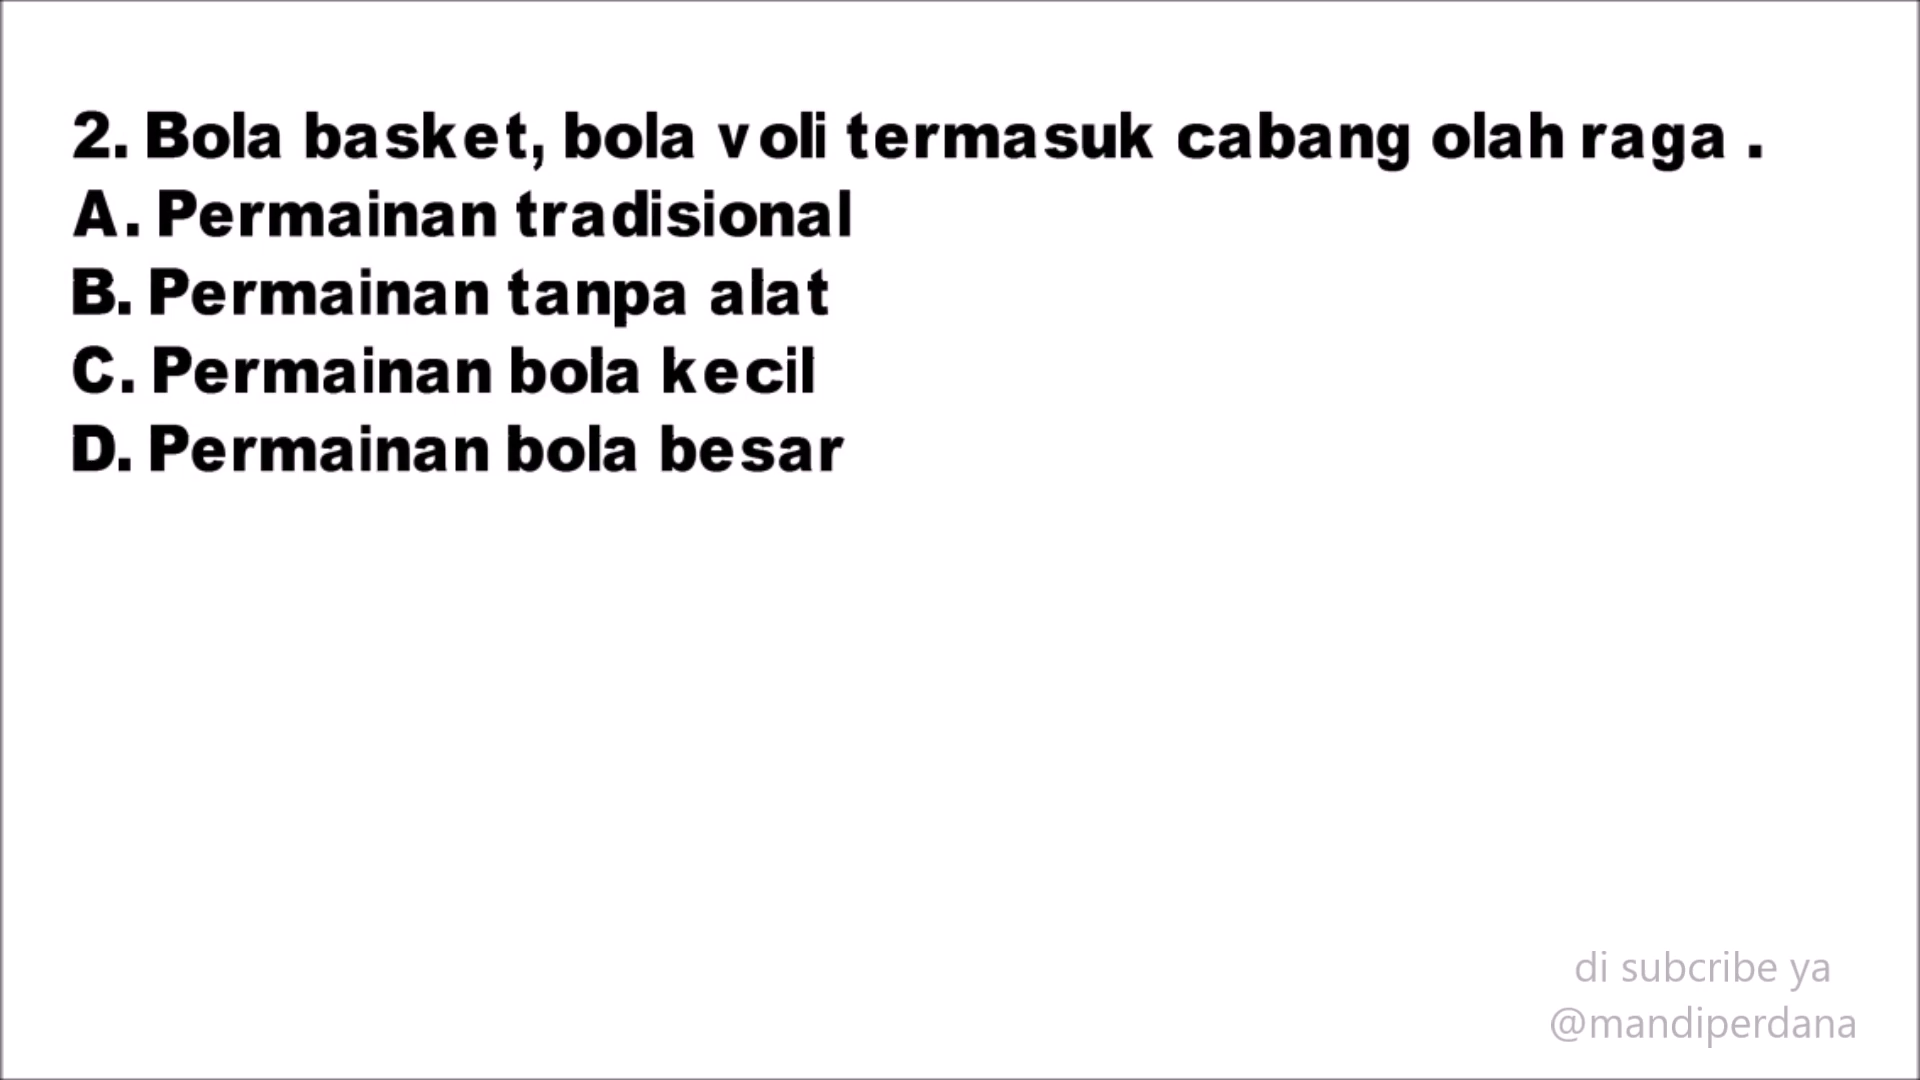 2. Bola basket, bola voli termasuk cabang olah raga .
A. Permainan tradisional
B. Permainan tanpa alat
C. Permainan bola kecil
D. Permainan bola besar
di subcribe ya
@mandiperdana